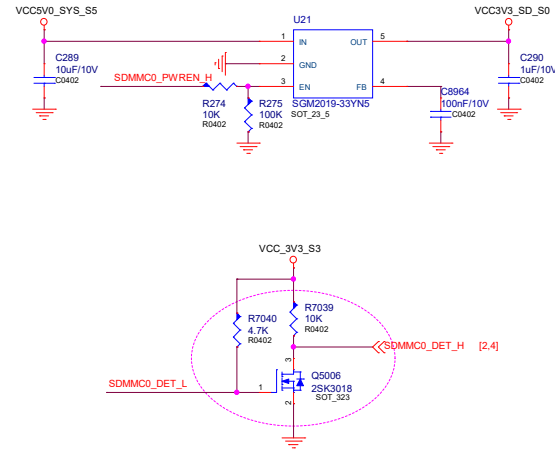 VCC5V0_SYS_S5
VCC3V3_SD_S0
U21
1
IN
OUT
5
2
GND
C289
10uF/10V
C0402
C290
1uF/10V
C0402
SDMMC0_PWREN_H
3
EN
FB
4
R274
10K
R0402
R275
100K
R0402
SGM2019-33YN5
SOT_23_5
C8964
100nF/10V
C0402
VCC_3V3_S3
R7040
4.7K
R0402
R7039
10K
R0402
SDMMC0_DET_H [2,4]
3
SDMMC0_DET_L
1
Q5006
2SK3018
SOT_323
2